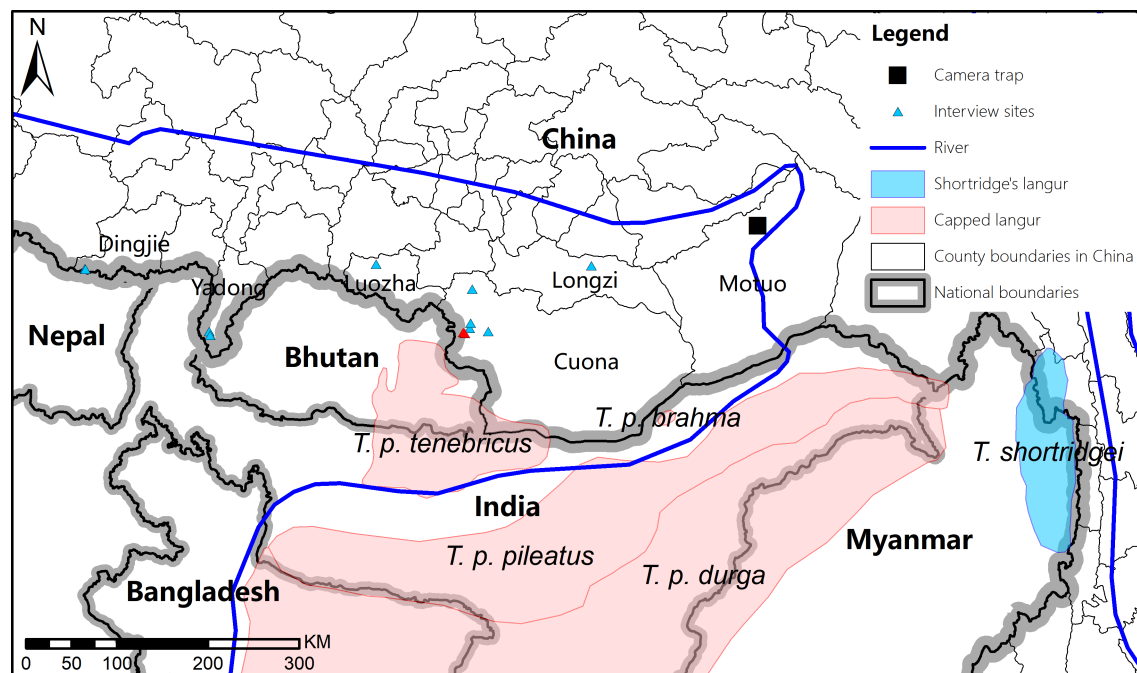 N
Legend
Camera trap
Interview sites
River
Shortridge's langur
Capped langur
County boundaries in China
National boundaries
China
Dingjie
Yadong
Luozha
Longzi
Motuo
Nepal
Bhutan
Cuona
T. p. brahma
T. p. tenebricus
T. shortridgei
India
T. p. pileatus
Myanmar
T. p. durga
Bangladesh
KM
0 50 100 200 300